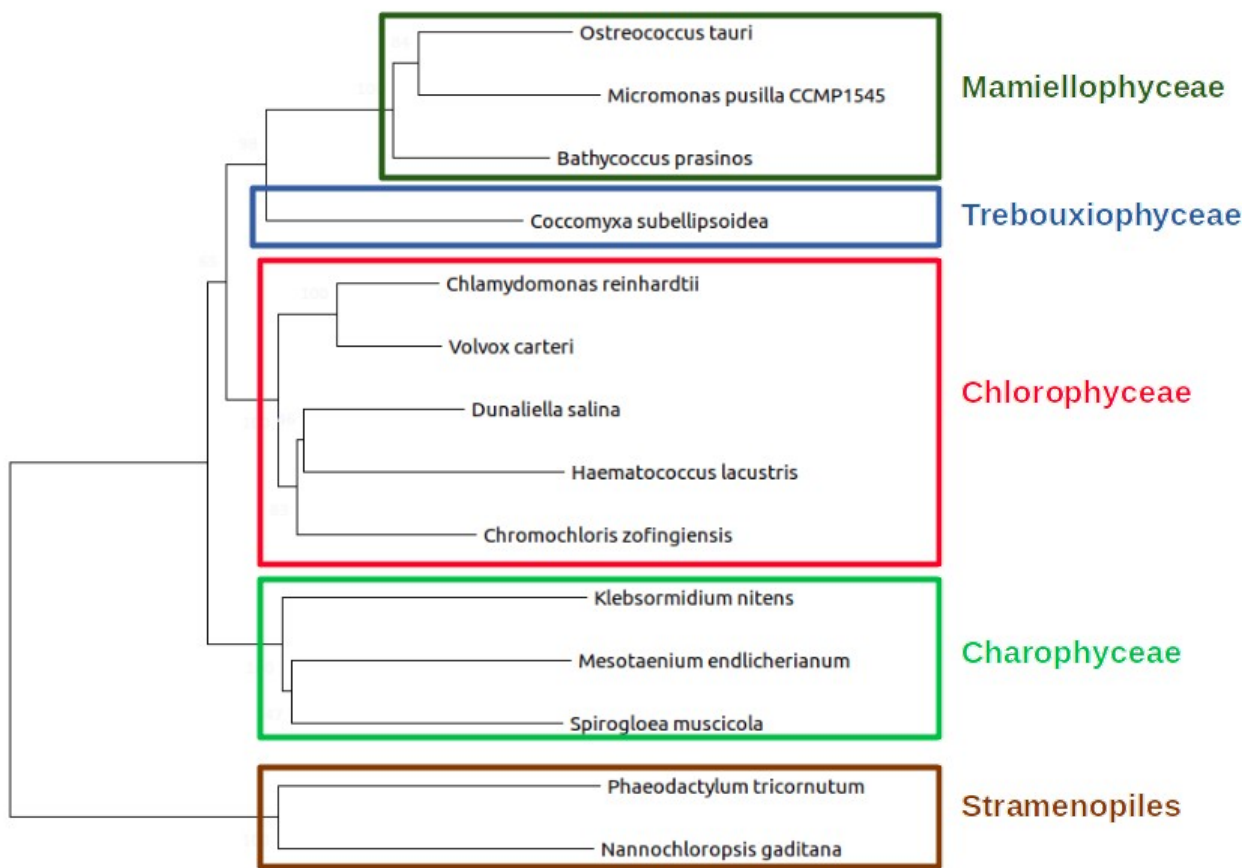 Ostreococcus tauri
Micromonas pusilla CCMP1545
Mamiellophyceae
Bathycoccus prasinos
Coccomyxa subellipsoidea
Trebouxiophyceae
Chlamydomonas reinhardtii
Volvox carteri
Chlorophyceae
Dunaliella salina
Haematococcus lacustris
Chromochloris zofingiensis
Klebsormidium nitens
Charophyceae
Mesotaenium endlicherianum
Spirogloea muscicola
Phaeodactylum tricornutum
Stramenopiles
Nannochloropsis gaditana